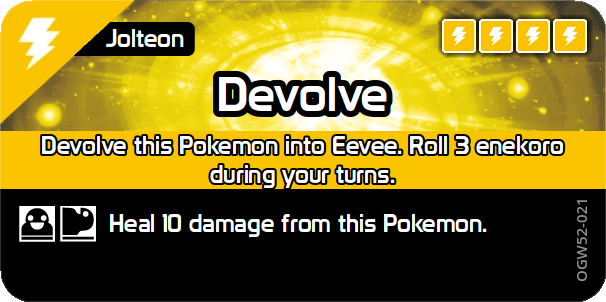 Jolteon
Devolve
Devolve this Pokemon into Eevee. Roll 3 enekoro
during your turns.
Heal 10 damage from this Pokemon.
OGW52-021